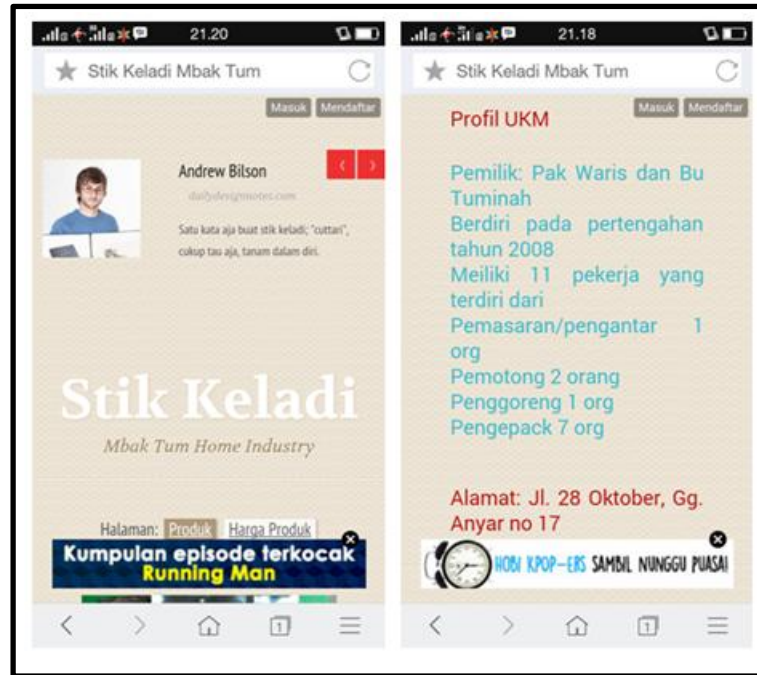 21.20
Stik Keladi Mbak Tum
Masuk Mendaftar
Andrew Bilson
dailydesignnotes.com
Satu kata aja buat stik keladi; "cuttari",
cukup tau aja, tanam dalam diri.
Stik Keladi
Mbak Tum Home Industry
Halaman: Produk Harga Produk
Kumpulan episode terkocak
Running Man
1
21.18
Stik Keladi Mbak Tum
Masuk Mendaftar
Profil UKM
Pemilik: Pak Waris dan Bu
Tuminah
Berdiri pada pertengahan
tahun 2008
Meiliki 11 pekerja yang
terdiri dari
Pemasaran/pengantar 1
org
Pemotong 2 orang
Penggoreng 1 org
Pengepack 7 org
Alamat: Jl. 28 Oktober, Gg.
Anyar no 17
HOBI KPOP-ERS SAMBIL NUNGGU PUASA!
1